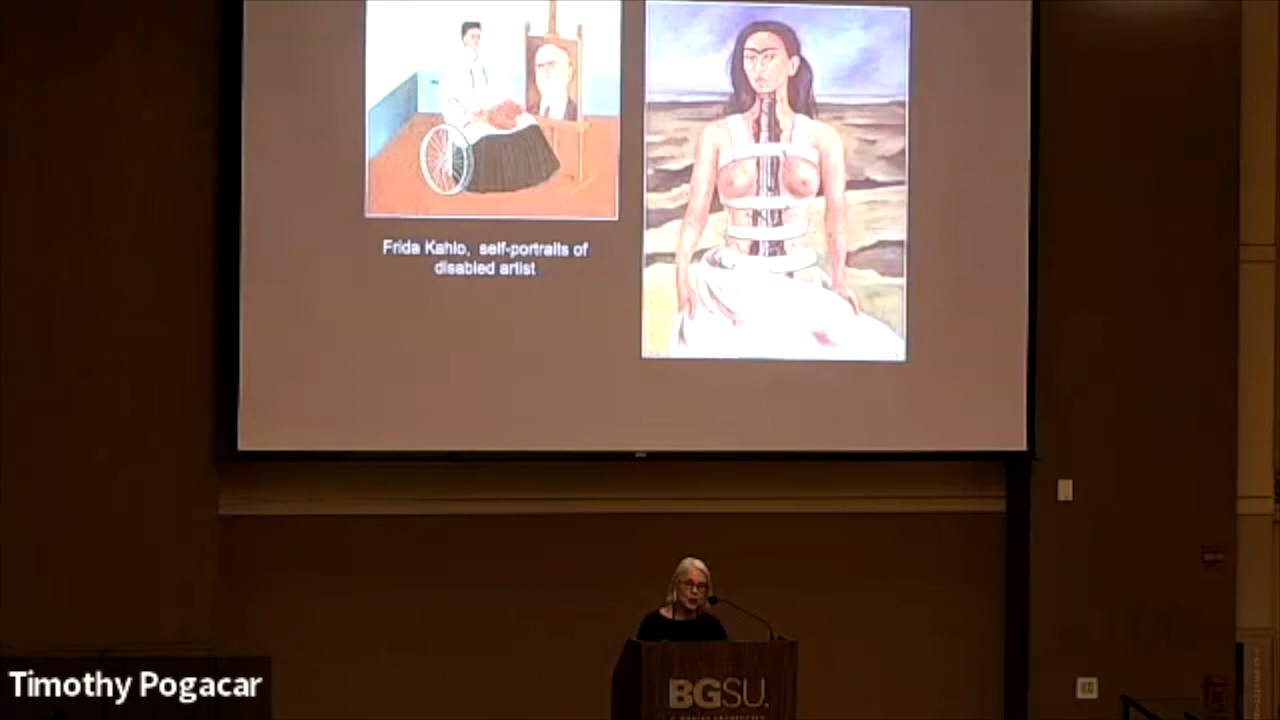 Frida Kahlo, self-portraits of
disabled artist
Timothy Pogacar
BGSU.